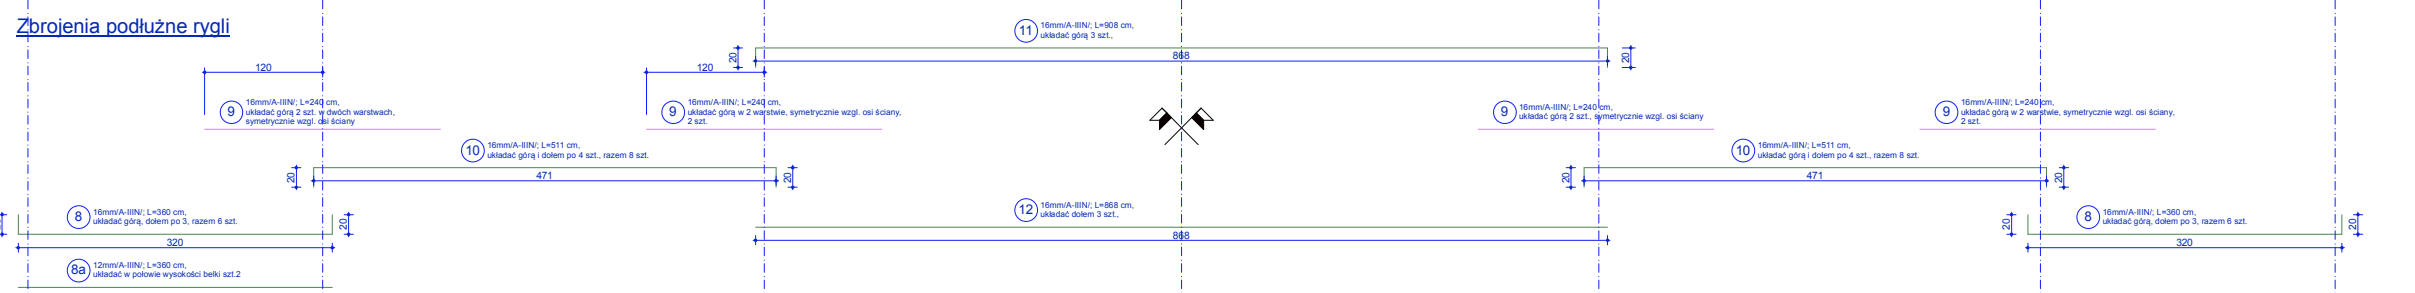 Zbrojenia podłużne rygli
11
16mm/A-IIIN/; L=908 cm,
układać górą 3 szt.,
20
868
20
120
120
9
16mm/A-IIIN/; L=240 cm,
układać górą 2 szt. w dwóch warstwach,
symetrycznie wzgl. osi ściany
9
16mm/A-IIIN/; L=240 cm,
układać górą w 2 warstwie, symetrycznie wzgl. osi ściany,
2 szt.
9
16mm/A-IIIN/; L=240 cm,
układać górą 2 szt., symetrycznie wzgl. osi ściany
9
16mm/A-IIIN/; L=240 cm,
układać górą w 2 warstwie, symetrycznie wzgl. osi ściany,
2 szt.
10
16mm/A-IIIN/; L=511 cm,
układać górą i dołem po 4 szt., razem 8 szt.
20
471
20
10
16mm/A-IIIN/; L=511 cm,
układać górą i dołem po 4 szt., razem 8 szt.
20
471
20
8
16mm/A-IIIN/; L=360 cm,
układać górą, dołem po 3, razem 6 szt.
20
320
12
16mm/A-IIIN/; L=868 cm,
układać dołem 3 szt.,
868
8
16mm/A-IIIN/; L=360 cm,
układać górą, dołem po 3, razem 6 szt.
20
20
320
8a
12mm/A-IIIN/; L=360 cm,
układać w połowie wysokości belki szt.2